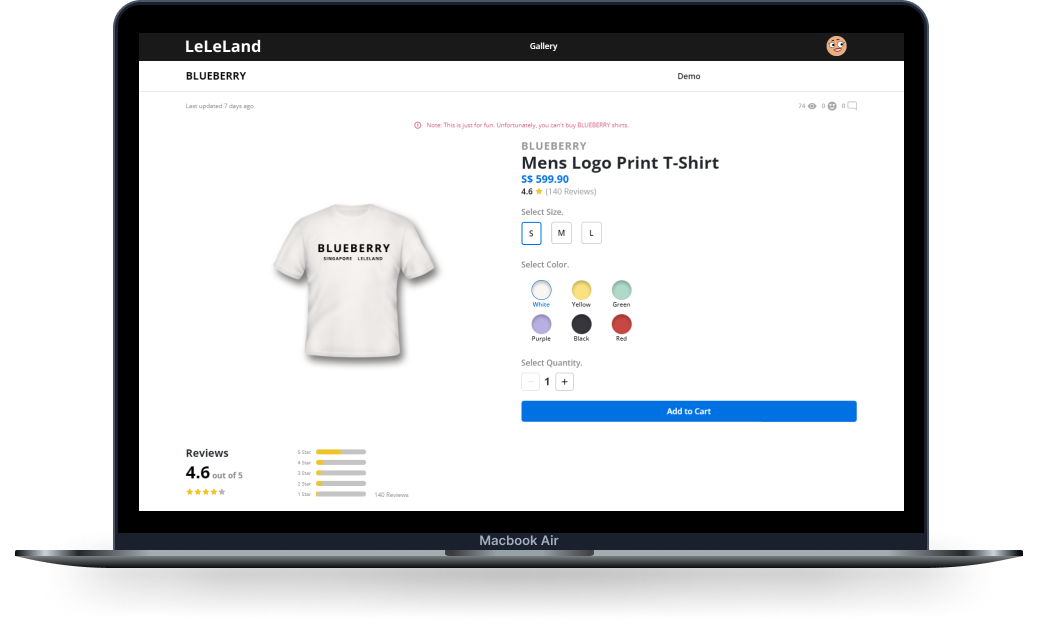 LeLeLand Gallery
BLUEBERRY Demo
Last updated 7 days ago 74 0 0
Note: This is just for fun. Unfortunately, you can't buy BLUEBERRY shirts.
BLUEBERRY
Mens Logo Print T-Shirt
S$ 599.90
4.6 (140 Reviews)
Select Size.
S M L
BLUEBERRY
SINGAPORE LELELAND
Select Color.
White Yellow Green
Purple Black Red
Select Quantity.
− 1 +
Add to Cart
Reviews
4.6 out of 5
5 Star
4 Star
3 Star
2 Star
1 Star 140 Reviews
Macbook Air